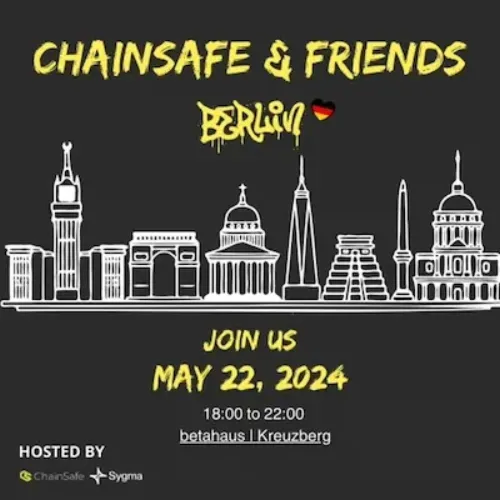 CHAINSAFE & FRIENDS
BERLIN
JOIN US
MAY 22, 2024
18:00 to 22:00
betahaus | Kreuzberg
HOSTED BY
ChainSafe Sygma